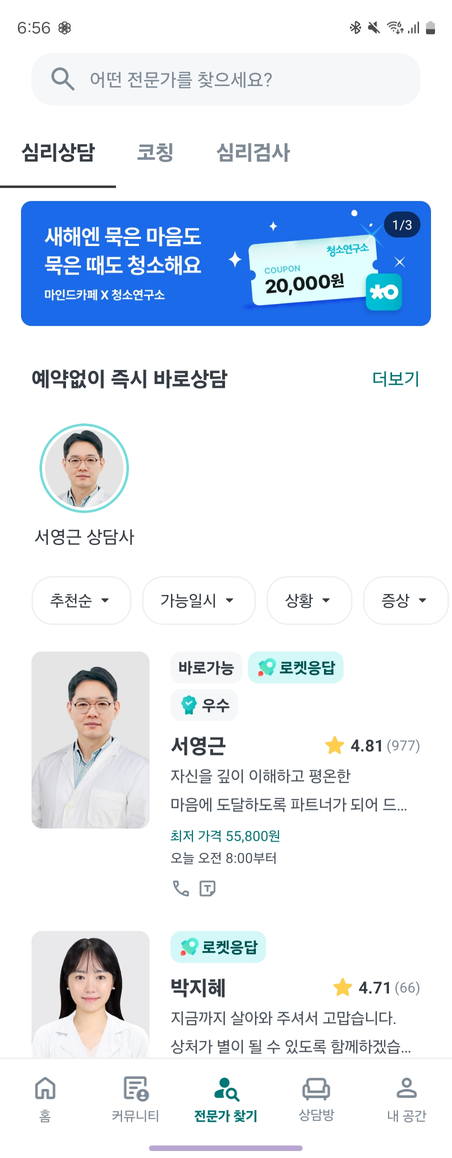 6:56
어떤 전문가를 찾으세요?
심리상담 코칭 심리검사
새해엔 묵은 마음도
묵은 때도 청소해요
마인드카페 X 청소연구소
1/3
청소연구소
COUPON
20,000원
예약없이 즉시 바로상담 더보기
서영근 상담사
추천순 가능일시 상황 증상
바로가능 로켓응답
우수
서영근 4.81 (977)
자신을 깊이 이해하고 평온한
마음에 도달하도록 파트너가 되어 드...
최저 가격 55,800원
오늘 오전 8:00부터
로켓응답
박지혜 4.71 (66)
지금까지 살아와 주셔서 고맙습니다.
상처가 별이 될 수 있도록 함께하겠습...
홈 커뮤니티 전문가 찾기 상담방 내 공간